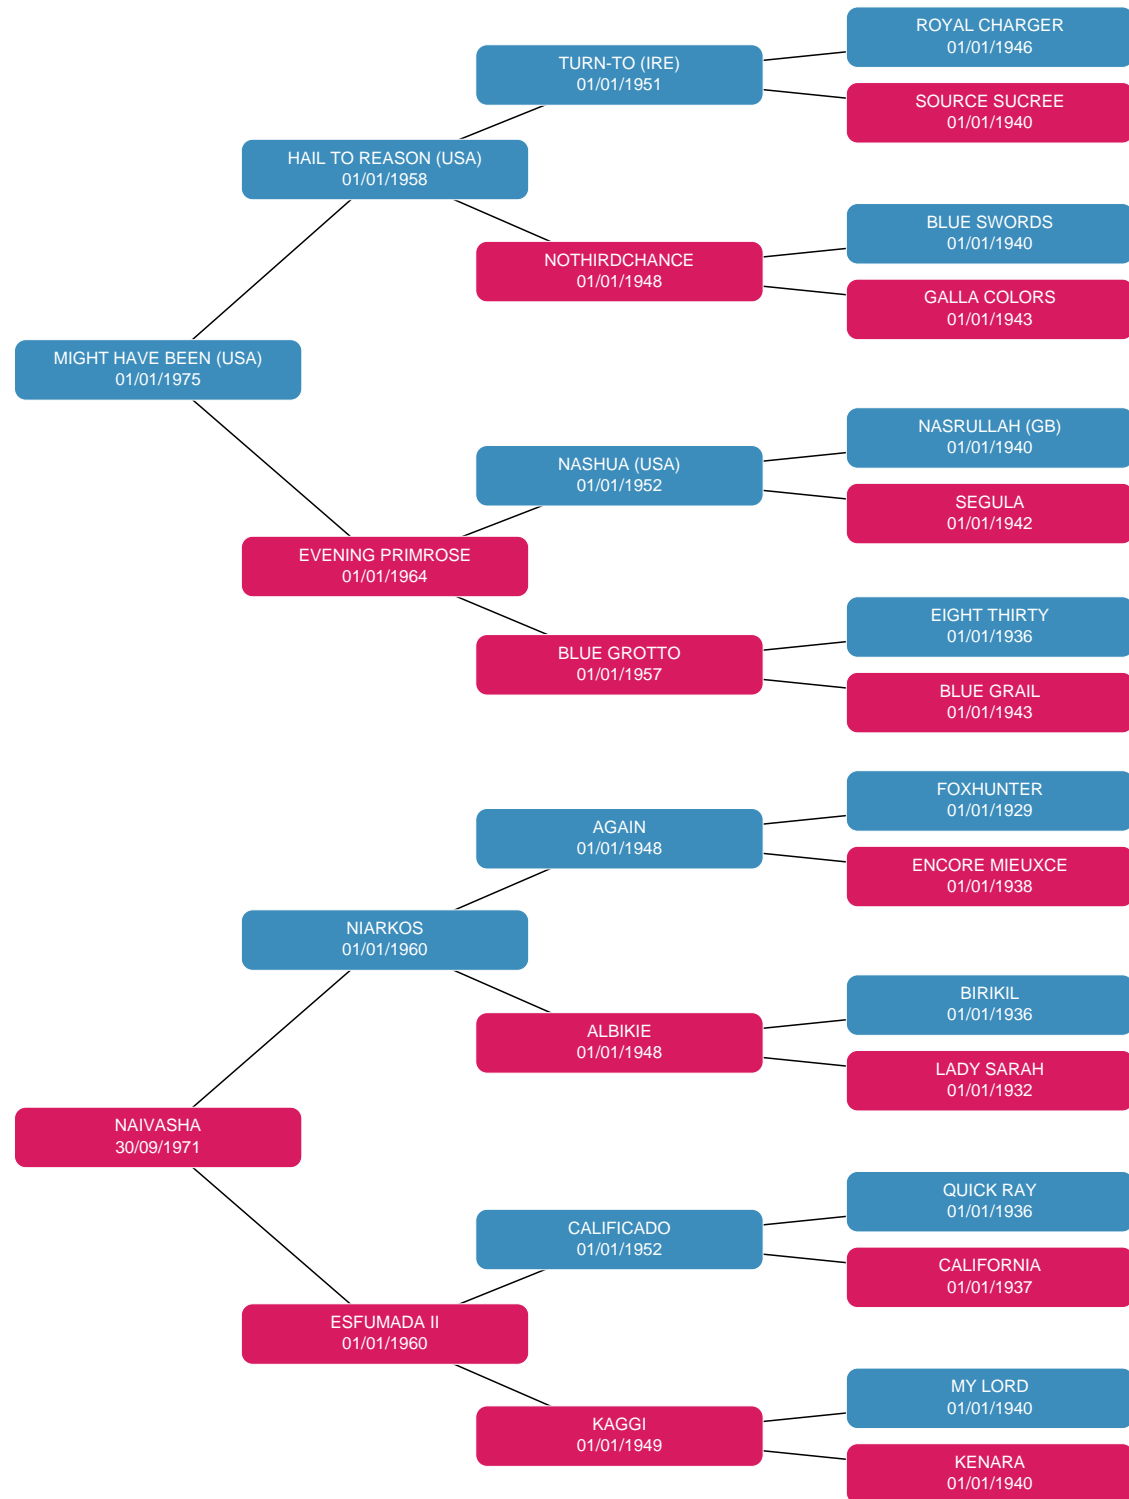 ROYAL CHARGER
01/01/1946
TURN-TO (IRE)
01/01/1951
SOURCE SUCREE
01/01/1940
HAIL TO REASON (USA)
01/01/1958
BLUE SWORDS
01/01/1940
NOTHIRDCHANCE
01/01/1948
GALLA COLORS
01/01/1943
MIGHT HAVE BEEN (USA)
01/01/1975
NASRULLAH (GB)
01/01/1940
NASHUA (USA)
01/01/1952
SEGULA
01/01/1942
EVENING PRIMROSE
01/01/1964
EIGHT THIRTY
01/01/1936
BLUE GROTTO
01/01/1957
BLUE GRAIL
01/01/1943
FOXHUNTER
01/01/1929
AGAIN
01/01/1948
ENCORE MIEUXCE
01/01/1938
NIARKOS
01/01/1960
BIRIKIL
01/01/1936
ALBIKIE
01/01/1948
LADY SARAH
01/01/1932
NAIVASHA
30/09/1971
QUICK RAY
01/01/1936
CALIFICADO
01/01/1952
CALIFORNIA
01/01/1937
ESFUMADA II
01/01/1960
MY LORD
01/01/1940
KAGGI
01/01/1949
KENARA
01/01/1940